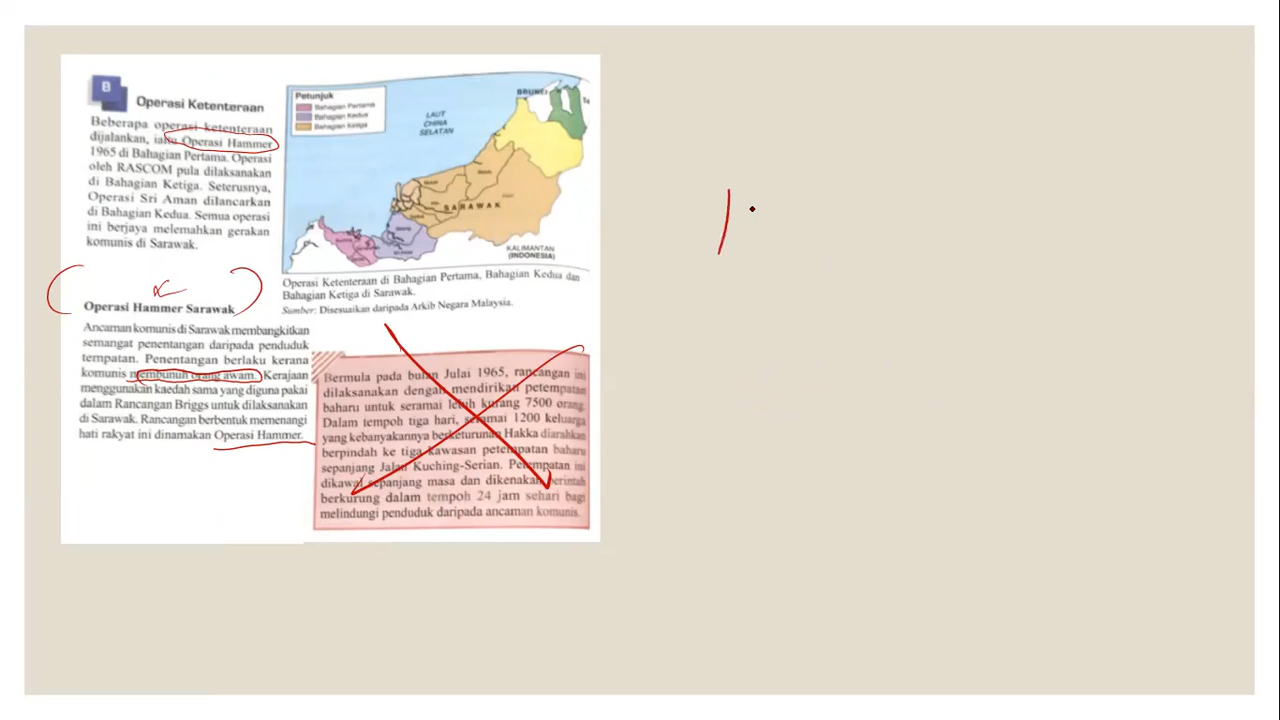 B
Operasi Ketenteraan
Beberapa operasi ketenteraan
dijalankan, iaitu Operasi Hammer
1965 di Bahagian Pertama. Operasi
oleh RASCOM pula dilaksanakan
di Bahagian Ketiga. Seterusnya,
Operasi Sri Aman dilancarkan
di Bahagian Kedua. Semua operasi
ini berjaya melemahkan gerakan
komunis di Sarawak.
Petunjuk
Bahagian Pertama
Bahagian Kedua
Bahagian Ketiga
LAUT
CHINA
SELATAN
BRUNEI
SARAWAK
KALIMANTAN
(INDONESIA)
Operasi Ketenteraan di Bahagian Pertama, Bahagian Kedua dan
Bahagian Ketiga di Sarawak.
Sumber: Disesuaikan daripada Arkib Negara Malaysia.
Operasi Hammer Sarawak
Ancaman komunis di Sarawak membangkitkan
semangat penentangan daripada penduduk
tempatan. Penentangan berlaku kerana
komunis membunuh orang awam. Kerajaan
menggunakan kaedah sama yang diguna pakai
dalam Rancangan Briggs untuk dilaksanakan
di Sarawak. Rancangan berbentuk memenangi
hati rakyat ini dinamakan Operasi Hammer.
Bermula pada bulan Julai 1965, rancangan ini
dilaksanakan dengan mendirikan petempatan
baharu untuk seramai lebih kurang 7500 orang.
Dalam tempoh tiga hari, seramai 1200 keluarga
yang kebanyakannya berketurunan Hakka diarahkan
berpindah ke tiga kawasan petempatan baharu
sepanjang Jalan Kuching-Serian. Petempatan ini
dikawal sepanjang masa dan dikenakan perintah
berkurung dalam tempoh 24 jam sehari bagi
melindungi penduduk daripada ancaman komunis.